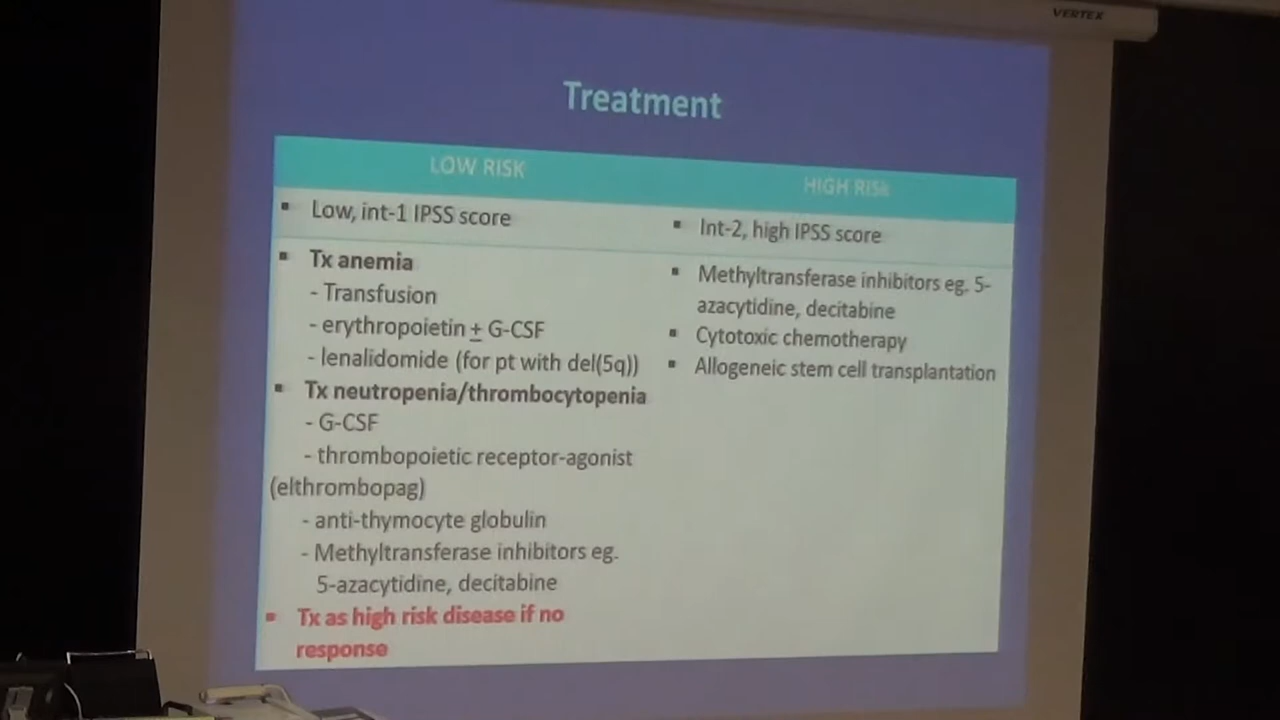 VERTEX
Treatment
LOW RISK
▪ Low, int-1 IPSS score
▪ Tx anemia
- Transfusion
- erythropoietin ± G-CSF
- lenalidomide (for pt with del(5q))
▪ Tx neutropenia/thrombocytopenia
- G-CSF
- thrombopoietic receptor-agonist
(elthrombopag)
- anti-thymocyte globulin
- Methyltransferase inhibitors eg.
5-azacytidine, decitabine
▪ Tx as high risk disease if no
response
HIGH RISK
▪ Int-2, high IPSS score
▪ Methyltransferase inhibitors eg. 5-
azacytidine, decitabine
▪ Cytotoxic chemotherapy
▪ Allogeneic stem cell transplantation